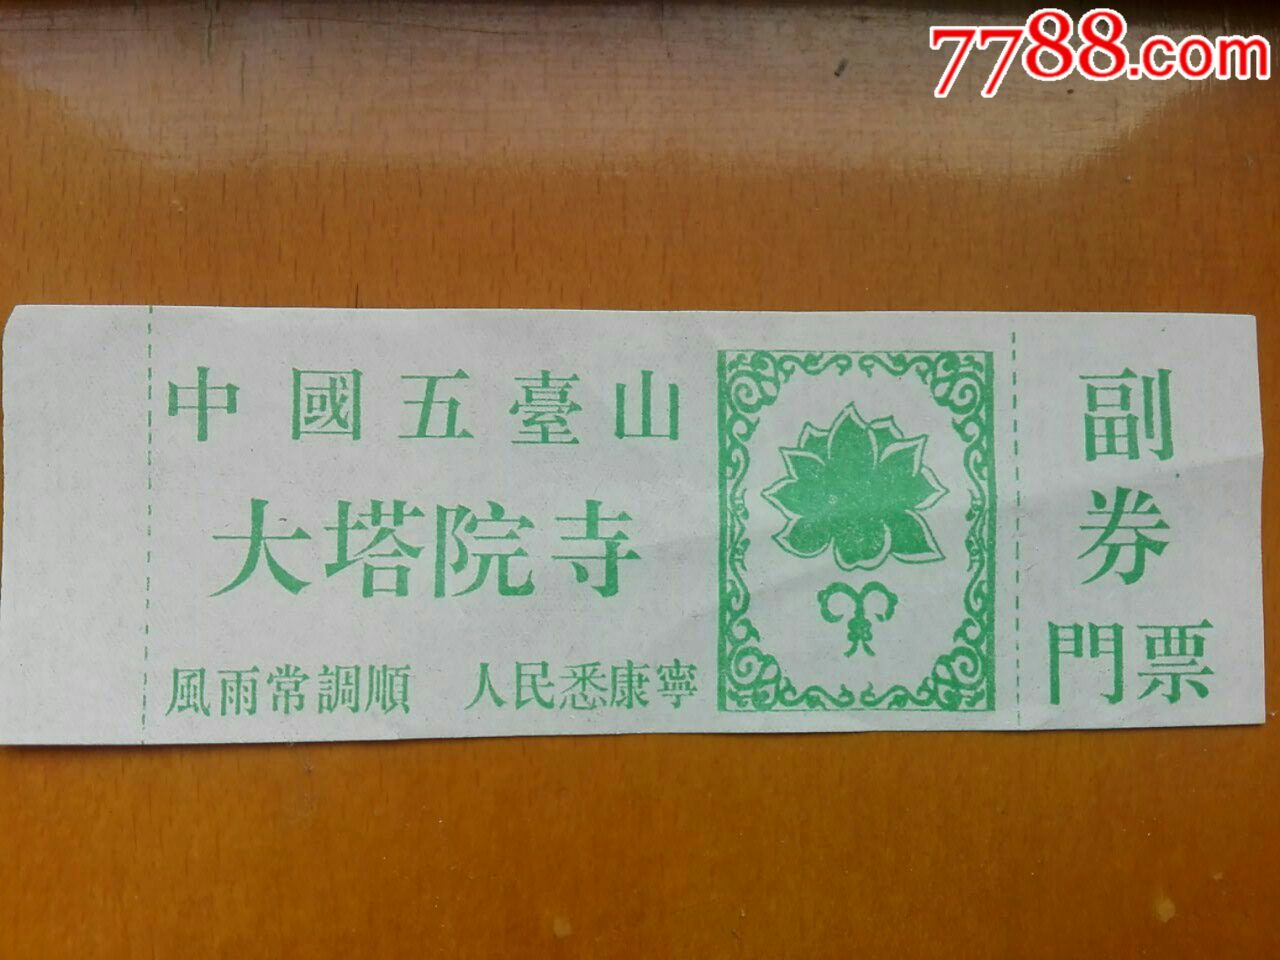 7788.com
中國五臺山
大塔院寺
風雨常調順 人民悉康寧
副
券
門票